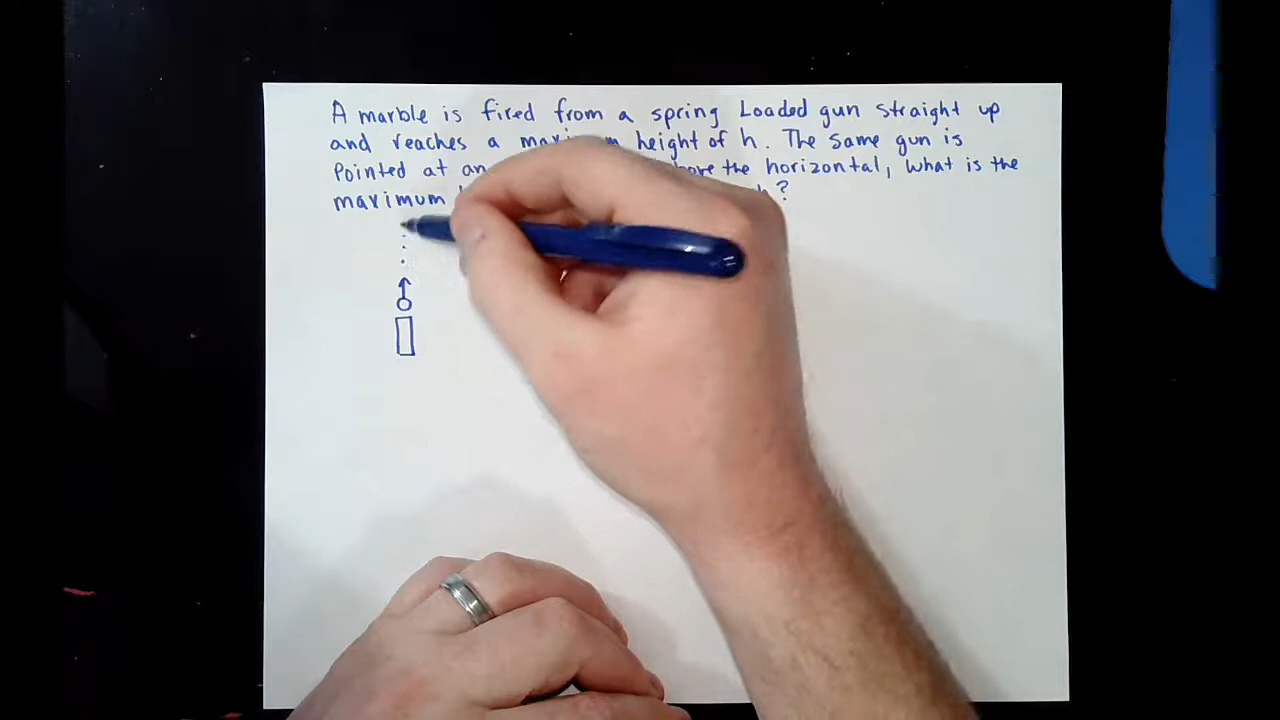 A marble is fired from a spring Loaded gun straight up
and reaches a maximum height of h. The same gun is
Pointed at an the horizontal, what is the
maximum ?